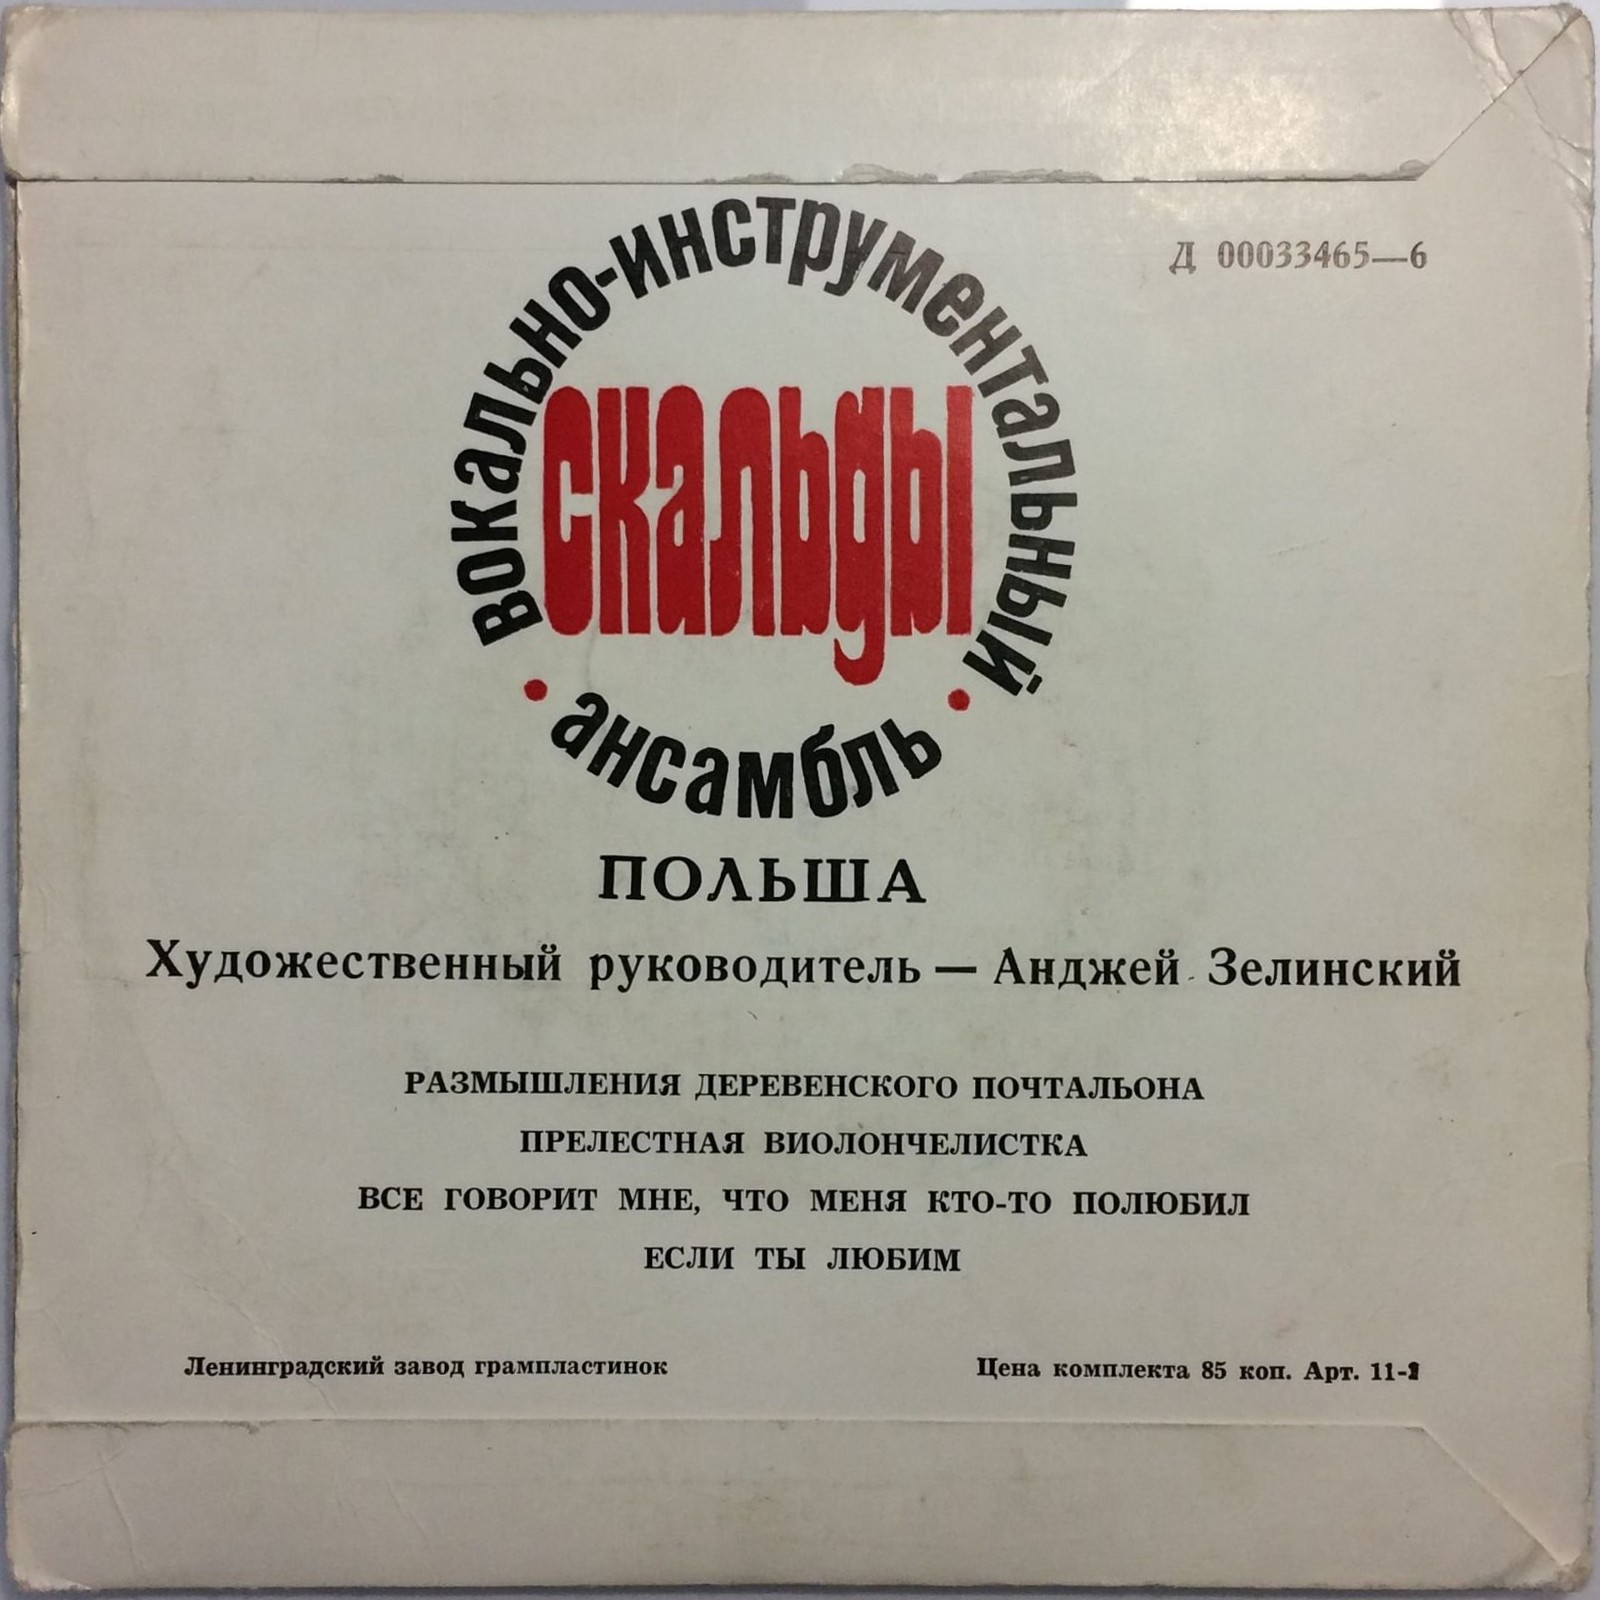 Д 00033465—6
вокально-инструментальный
скальды
• ансамбль •
ПОЛЬША
Художественный руководитель — Анджей Зелинский
РАЗМЫШЛЕНИЯ ДЕРЕВЕНСКОГО ПОЧТАЛЬОНА
ПРЕЛЕСТНАЯ ВИОЛОНЧЕЛИСТКА
ВСЕ ГОВОРИТ МНЕ, ЧТО МЕНЯ КТО-ТО ПОЛЮБИЛ
ЕСЛИ ТЫ ЛЮБИМ
Ленинградский завод грампластинок
Цена комплекта 85 коп. Арт.